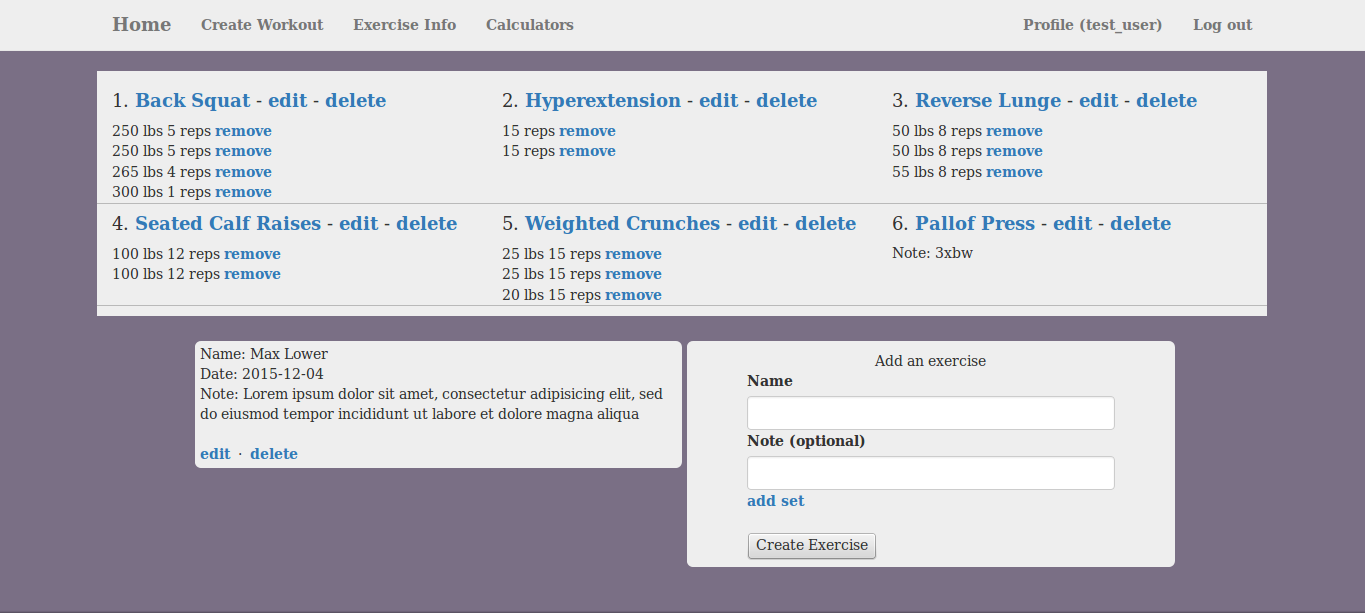 Home Create Workout Exercise Info Calculators Profile (test_user) Log out
1. Back Squat - edit - delete
250 lbs 5 reps remove
250 lbs 5 reps remove
265 lbs 4 reps remove
300 lbs 1 reps remove
2. Hyperextension - edit - delete
15 reps remove
15 reps remove
3. Reverse Lunge - edit - delete
50 lbs 8 reps remove
50 lbs 8 reps remove
55 lbs 8 reps remove
4. Seated Calf Raises - edit - delete
100 lbs 12 reps remove
100 lbs 12 reps remove
5. Weighted Crunches - edit - delete
25 lbs 15 reps remove
25 lbs 15 reps remove
20 lbs 15 reps remove
6. Pallof Press - edit - delete
Note: 3xbw
Name: Max Lower
Date: 2015-12-04
Note: Lorem ipsum dolor sit amet, consectetur adipisicing elit, sed
do eiusmod tempor incididunt ut labore et dolore magna aliqua
edit · delete
Add an exercise
Name
Note (optional)
add set
Create Exercise